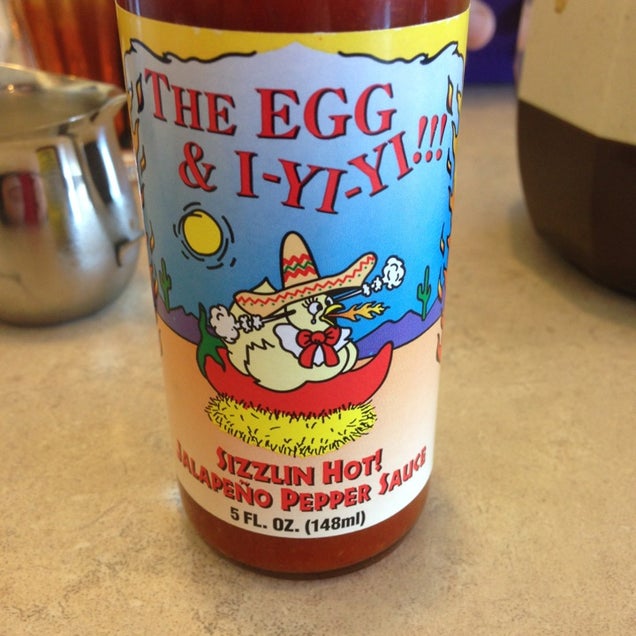 THE EGG
& I-YI-YI!!!
SIZZLIN HOT!
JALAPEÑO PEPPER SAUCE
5 FL. OZ. (148ml)